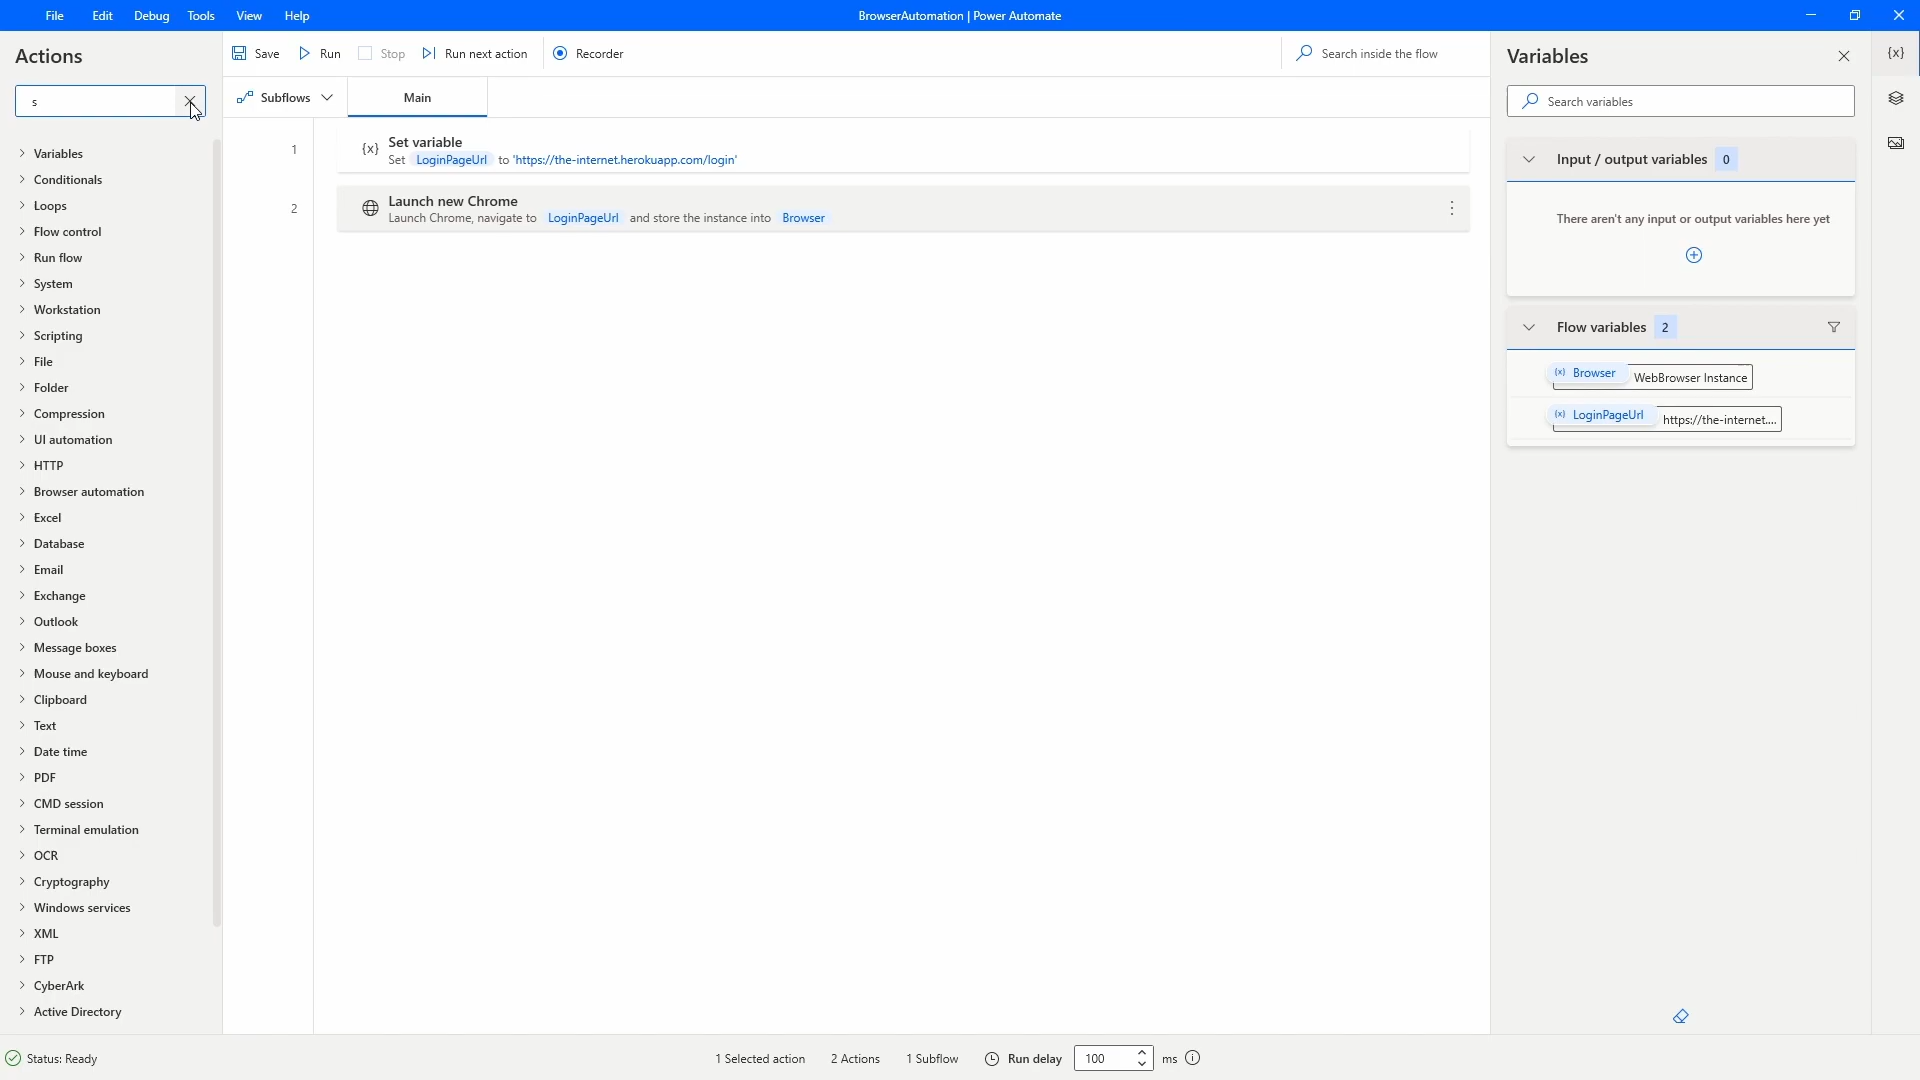 File Edit Debug Tools View Help BrowserAutomation | Power Automate
Actions
s
Variables
Conditionals
Loops
Flow control
Run flow
System
Workstation
Scripting
File
Folder
Compression
UI automation
HTTP
Browser automation
Excel
Database
Email
Exchange
Outlook
Message boxes
Mouse and keyboard
Clipboard
Text
Date time
PDF
CMD session
Terminal emulation
OCR
Cryptography
Windows services
XML
FTP
CyberArk
Active Directory
Save Run Stop Run next action Recorder Search inside the flow
Subflows Main
1 {x} Set variable
Set LoginPageUrl to 'https://the-internet.herokuapp.com/login'
2 Launch new Chrome
Launch Chrome, navigate to LoginPageUrl and store the instance into Browser
Variables
{x}
Search variables
Input / output variables 0
There aren't any input or output variables here yet
Flow variables 2
(x) Browser WebBrowser Instance
(x) LoginPageUrl https://the-internet....
Status: Ready 1 Selected action 2 Actions 1 Subflow Run delay 100 ms